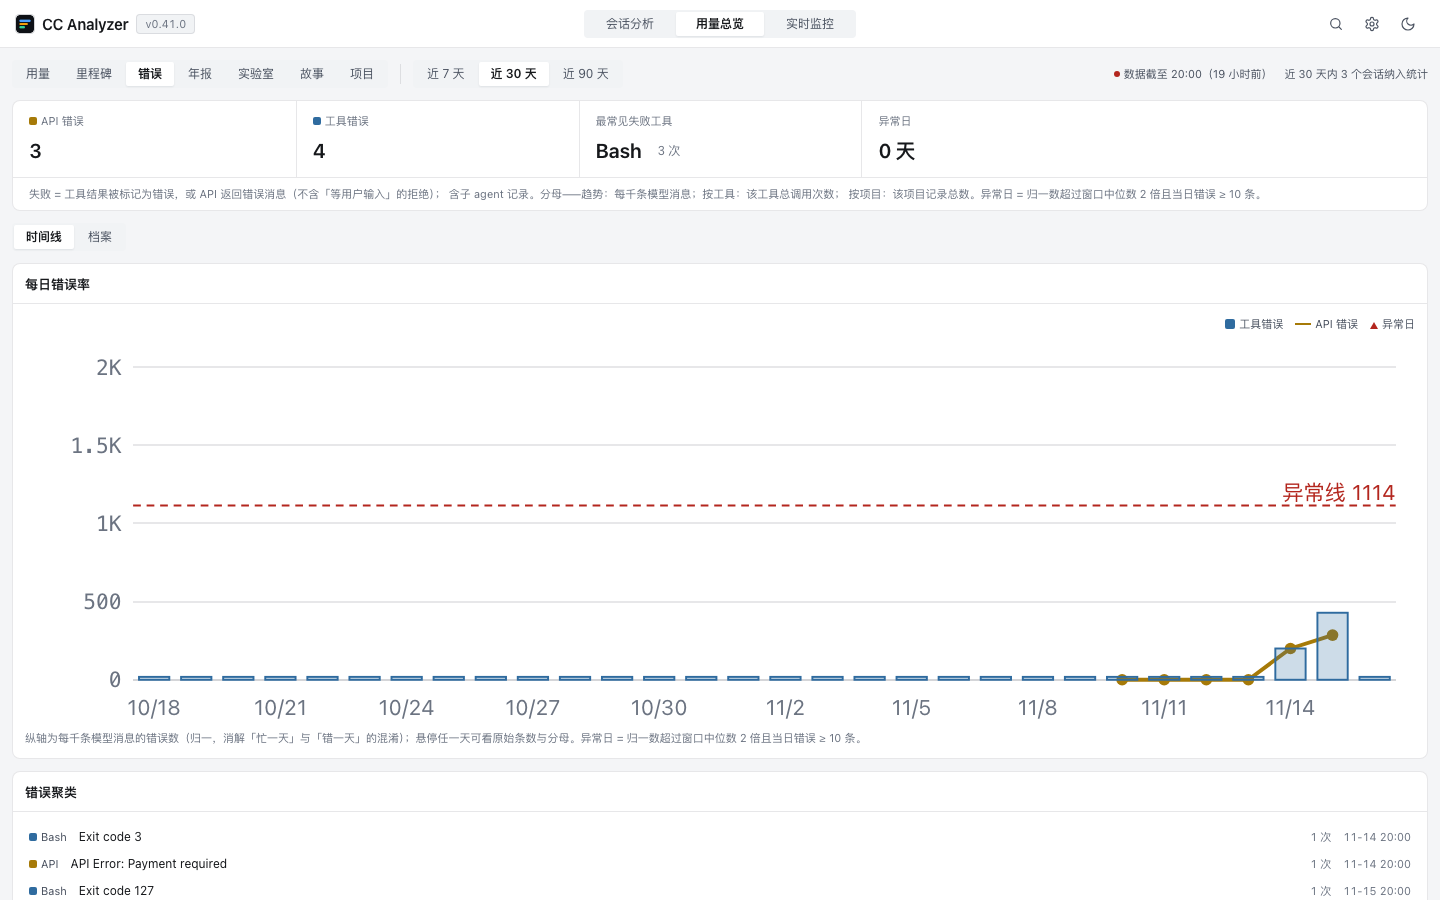 CC Analyzer v0.41.0 会话分析 用量总览 实时监控
用量 里程碑 错误 年报 实验室 故事 项目 近 7 天 近 30 天 近 90 天 数据截至 20:00（19 小时前） 近 30 天内 3 个会话纳入统计
API 错误 工具错误 最常见失败工具 异常日
3 4 Bash 3 次 0 天
失败 = 工具结果被标记为错误，或 API 返回错误消息（不含「等用户输入」的拒绝）； 含子 agent 记录。分母——趋势：每千条模型消息；按工具：该工具总调用次数； 按项目：该项目记录总数。异常日 = 归一数超过窗口中位数 2 倍且当日错误 ≥ 10 条。
时间线 档案
每日错误率
工具错误 API 错误 异常日
2K
1.5K
异常线 1114
1K
500
0
10/18 10/21 10/24 10/27 10/30 11/2 11/5 11/8 11/11 11/14
纵轴为每千条模型消息的错误数（归一，消解「忙一天」与「错一天」的混淆）；悬停任一天可看原始条数与分母。异常日 = 归一数超过窗口中位数 2 倍且当日错误 ≥ 10 条。
错误聚类
Bash Exit code 3 1 次 11-14 20:00
API API Error: Payment required 1 次 11-14 20:00
Bash Exit code 127 1 次 11-15 20:00